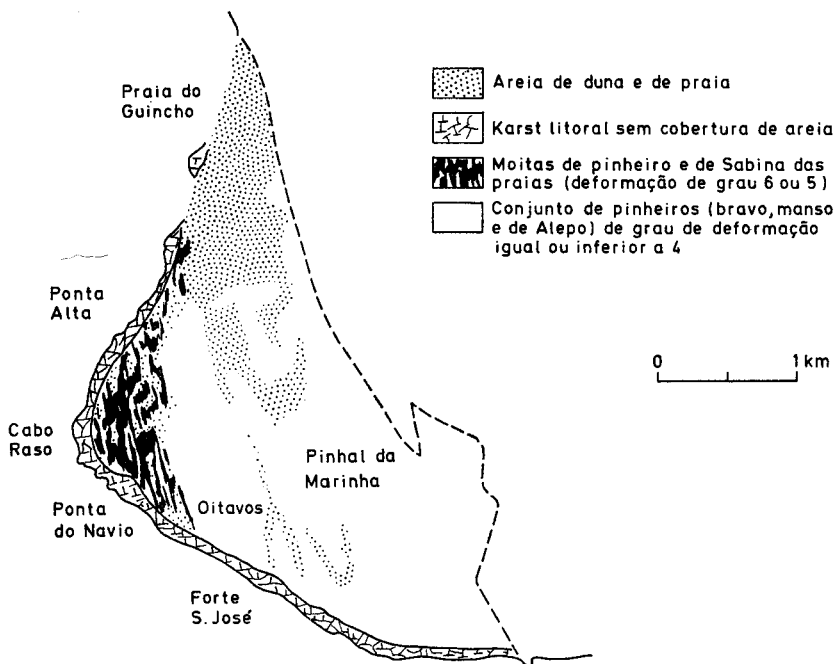 Praia do
Guincho
Ponta
Alta
Cabo
Raso
Ponta
do Navio
Oitavos
Forte
S. José
Pinhal da
Marinha
Areia de duna e de praia
Karst litoral sem cobertura de areia
Moitas de pinheiro e de Sabina das
praias (deformação de grau 6 ou 5)
Conjunto de pinheiros (bravo, manso
e de Alepo) de grau de deformação
igual ou inferior a 4
0 1 km